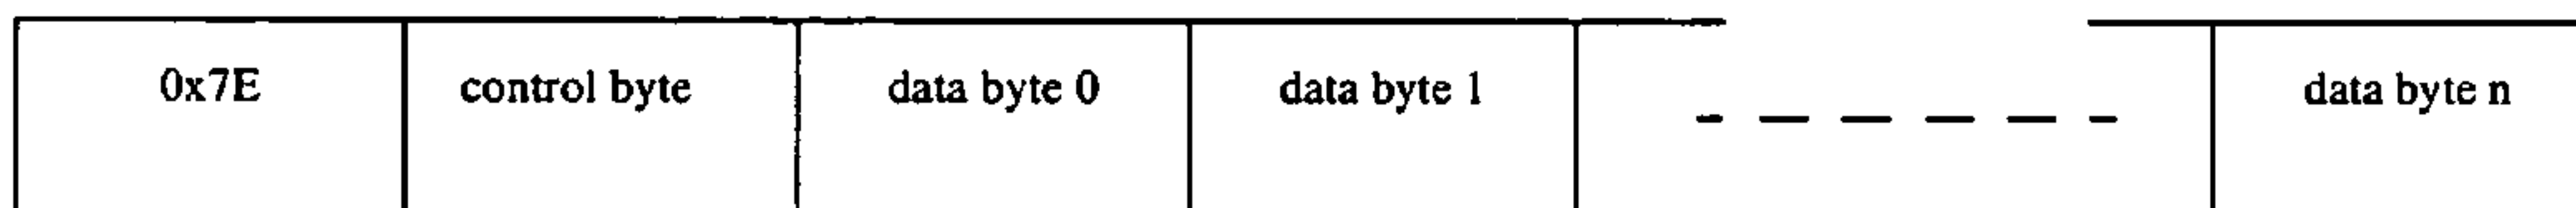 0x7E control byte data byte 0 data byte 1 data byte n